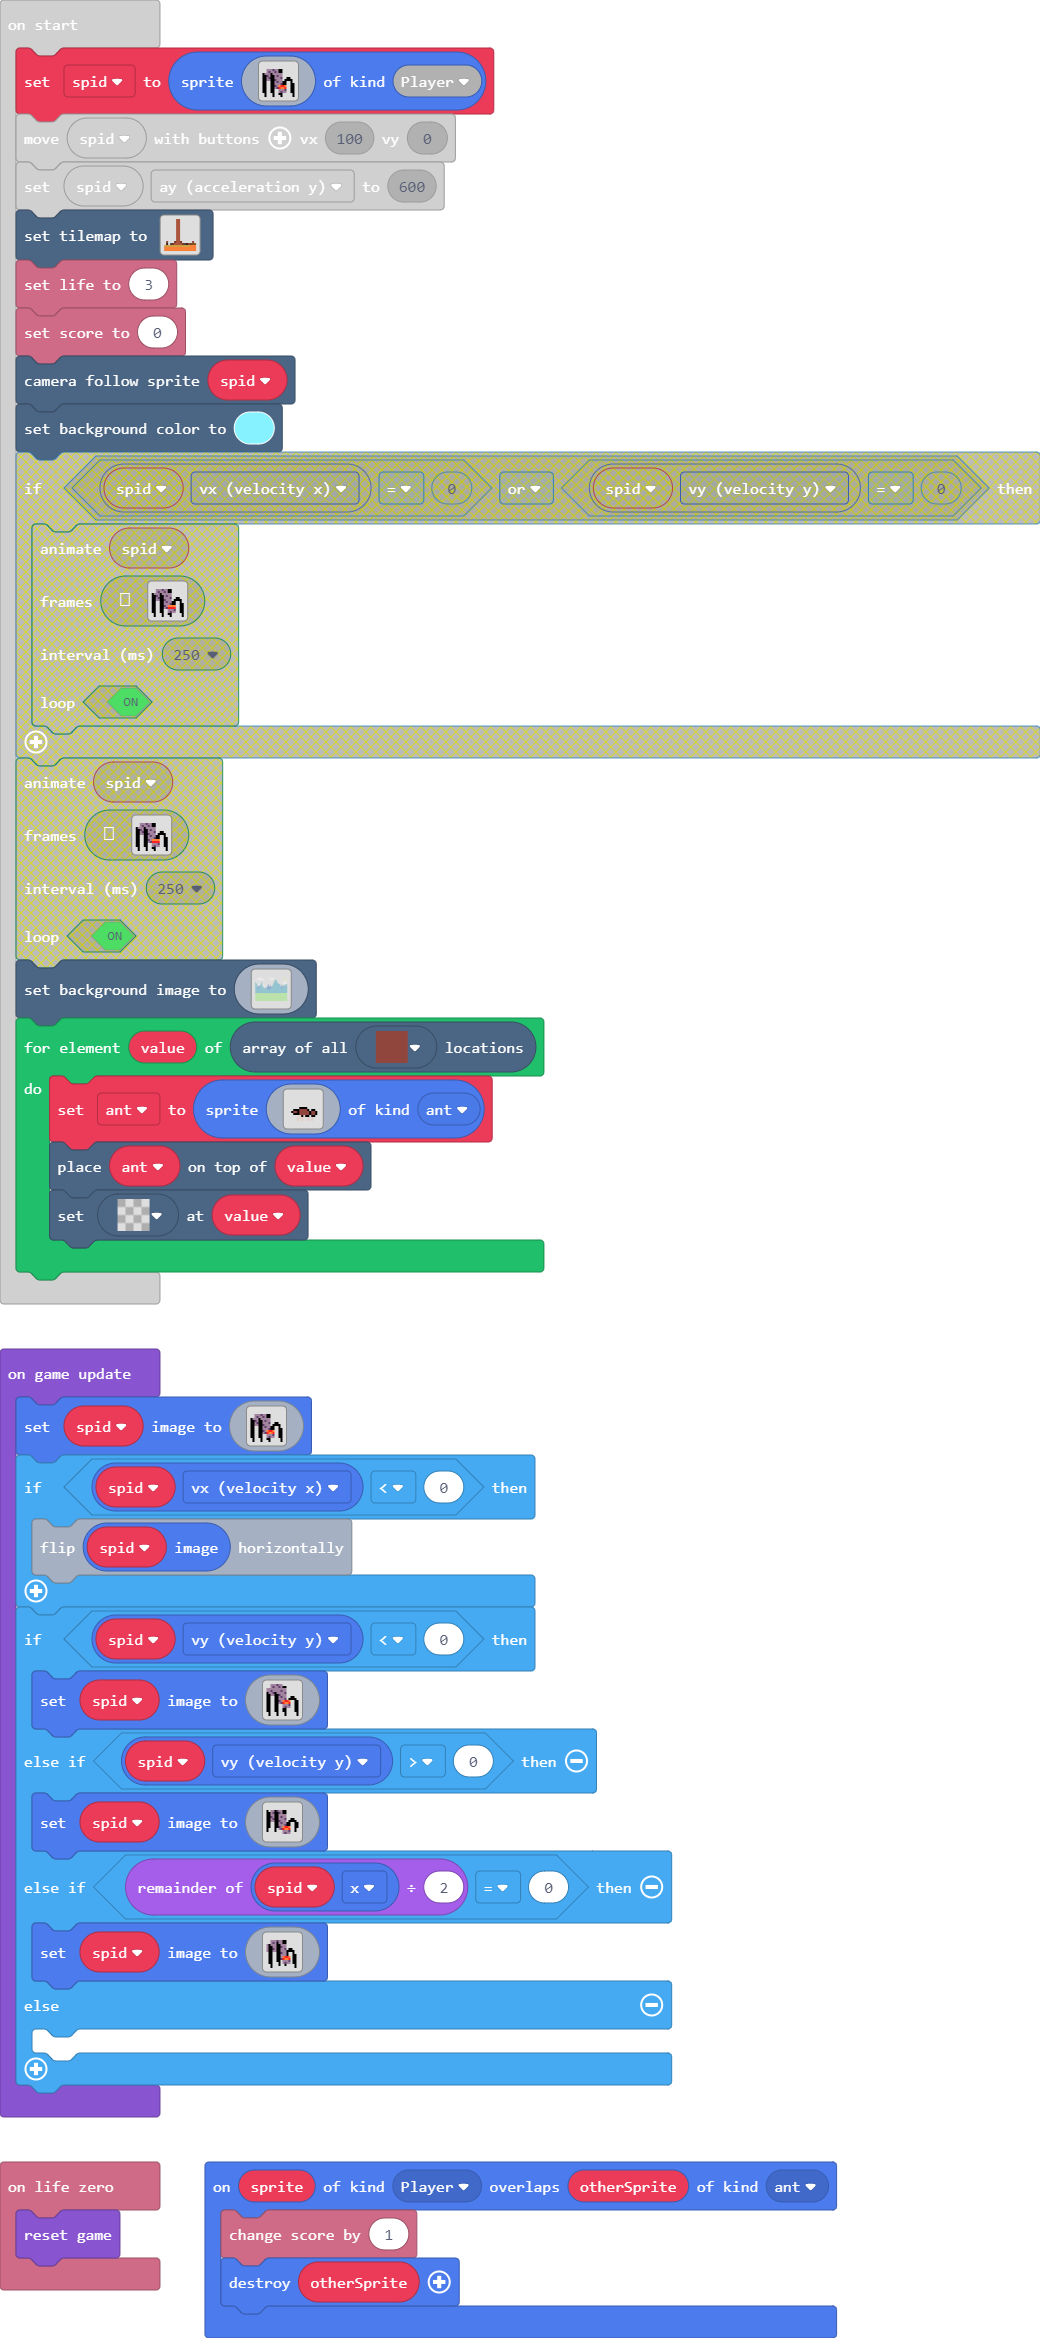 on start
set spid to sprite of kind Player
move spid with buttons vx 100 vy 0
set spid ay (acceleration y) to 600
set tilemap to
set life to 3
set score to 0
camera follow sprite spid
set background color to
if spid vx (velocity x) = 0 or spid vy (velocity y) = 0 then
animate spid
frames
interval (ms) 250
loop ON
animate spid
frames
interval (ms) 250
loop ON
set background image to
for element value of array of all locations
do
set ant to sprite of kind ant
place ant on top of value
set at value
on game update
set spid image to
if spid vx (velocity x) < 0 then
flip spid image horizontally
if spid vy (velocity y) < 0 then
set spid image to
else if spid vy (velocity y) > 0 then
set spid image to
else if remainder of spid x ÷ 2 = 0 then
set spid image to
else
on life zero
reset game
on sprite of kind Player overlaps otherSprite of kind ant
change score by 1
destroy otherSprite